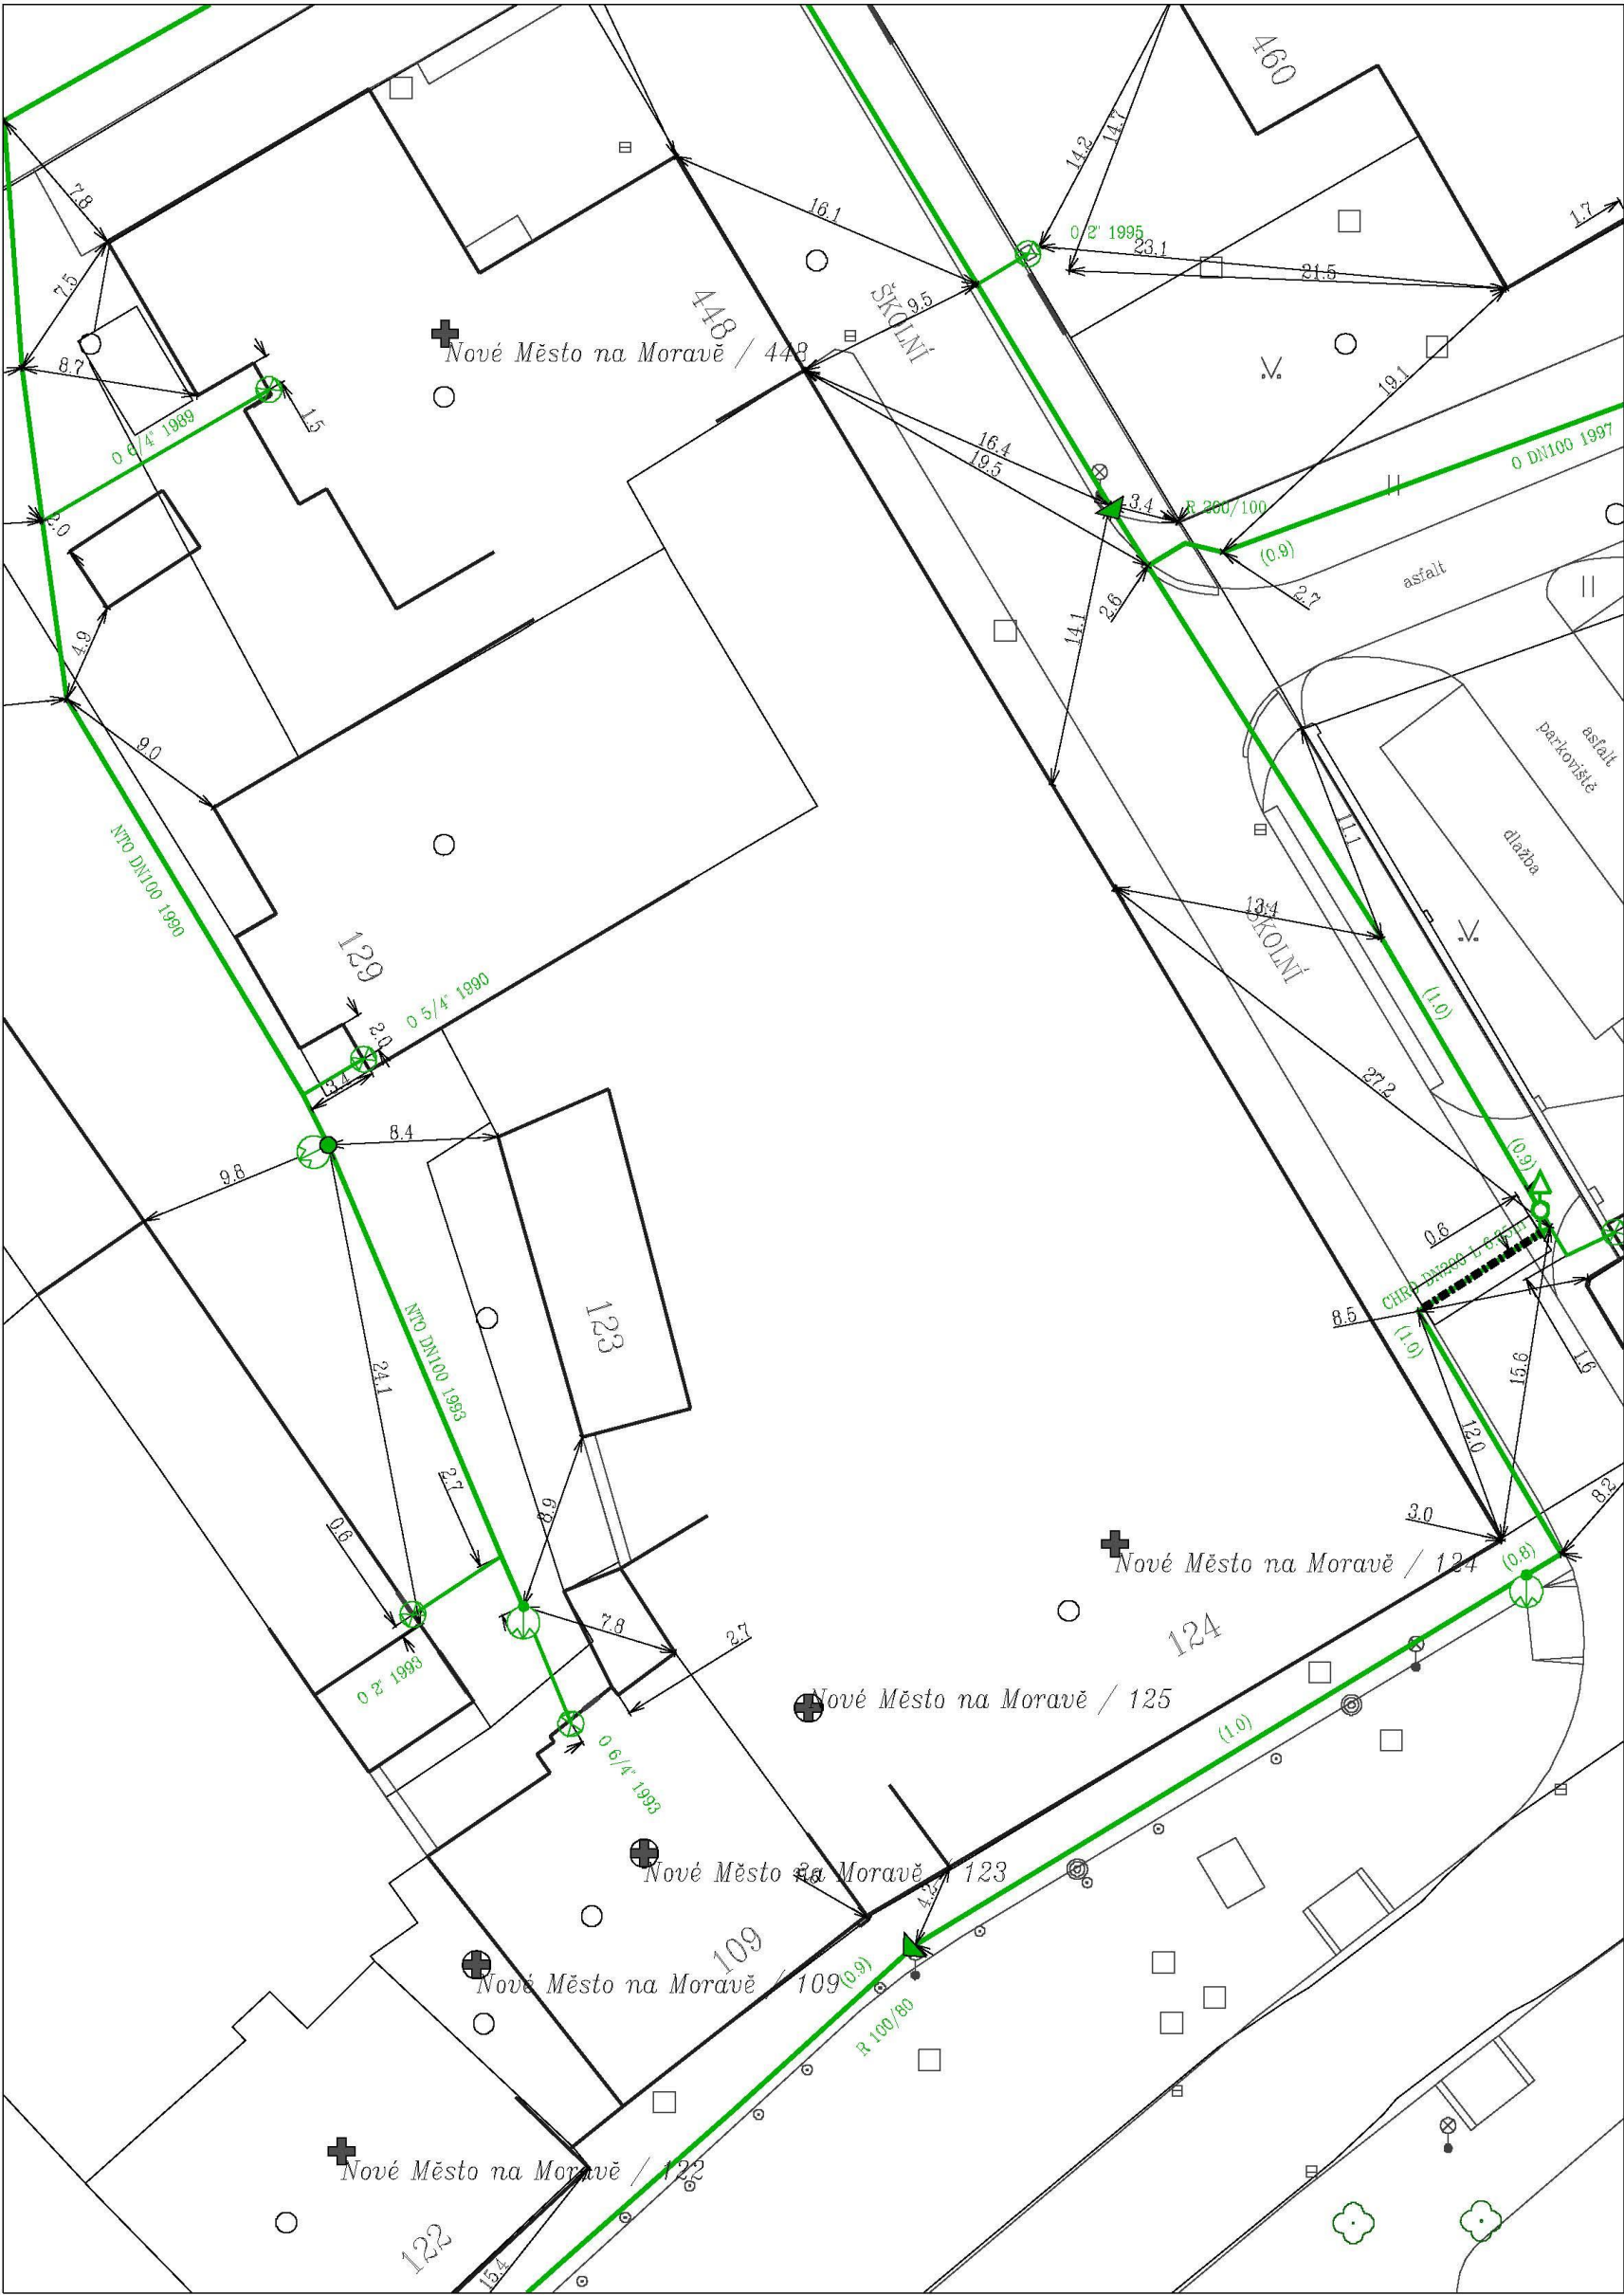 460
7.8
14.2
14.7
1.7
16.1
O 2" 1995
23.1
21.5
7.5
448
ŠKOLNÍ
9.5
Nové Město na Moravě / 448
8.7
19.1
1.5
O 6/4" 1989
16.4
19.5
O DN100 1997
3.4
R 200/100
2.0
(0.9)
asfalt
2.6
2.7
14.1
4.9
9.0
asfalt
parkoviště
NTO DN100 1990
11.1
dlažba
13.4
ŠKOLNÍ
129
O 5/4" 1990
(1.0)
2.0
3.4
27.2
8.4
9.8
(0.9)
0.6
CHRO DN200 L 6.35m
8.5
(1.0)
123
NTO DN100 1993
24.1
15.6
1.6
12.0
2.7
8.9
8.2
0.6
3.0
(0.8)
Nové Město na Moravě / 124
7.8
2.7
124
O 2" 1993
Nové Město na Moravě / 125
(1.0)
O 6/4" 1993
Nové Město na Moravě / 123
4.2
109
(0.9)
Nové Město na Moravě / 109
R 100/80
Nové Město na Moravě / 122
122
15.4